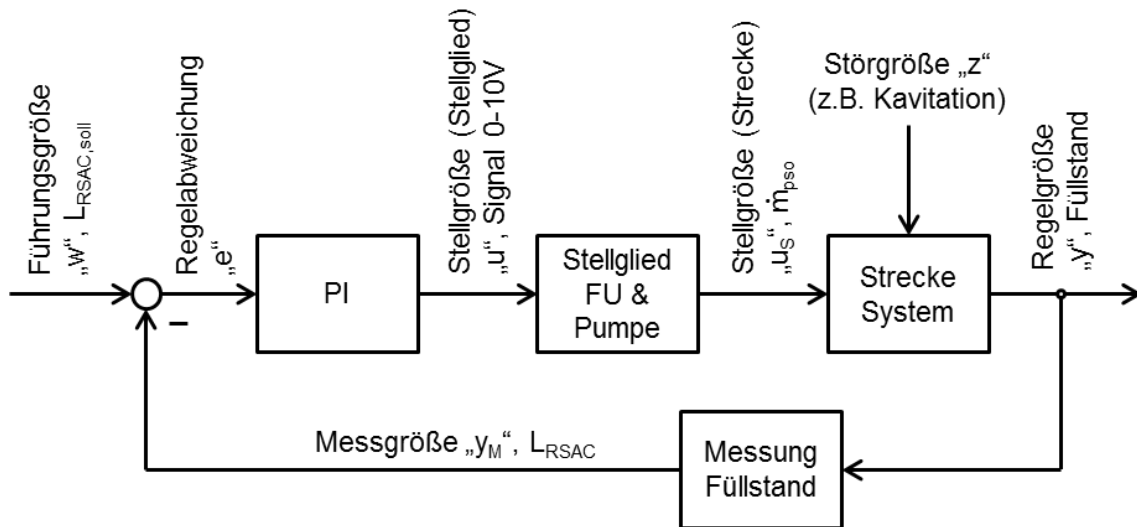 Führungsgröße
„w“, L_RSAC,soll
Regelabweichung
„e“
PI
Stellgröße (Stellglied)
„u“, Signal 0-10V
Stellglied
FU &
Pumpe
Stellgröße (Strecke)
„u_S“, ṁ_pso
Störgröße „z“
(z.B. Kavitation)
Strecke
System
Regelgröße
„y“, Füllstand
–
Messgröße „y_M“, L_RSAC
Messung
Füllstand